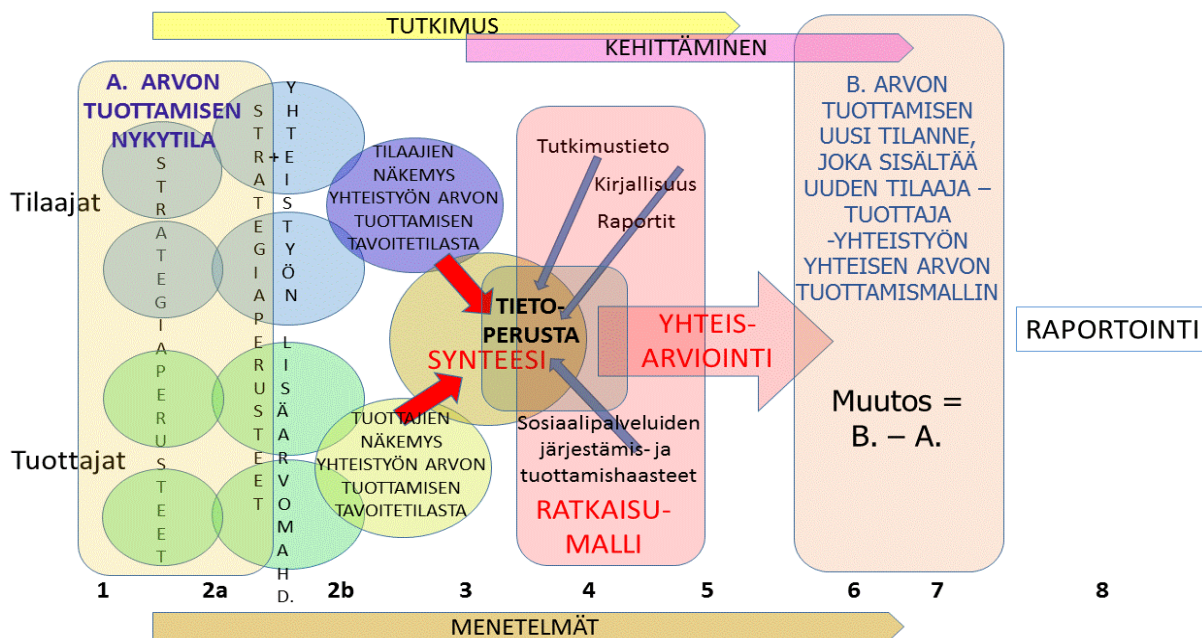 TUTKIMUS
KEHITTÄMINEN
A. ARVON
TUOTTAMISEN
NYKYTILA
Tilaajat
Tuottajat
STRATEGIAPERUSTEET
STRATEGIAPERUSTEET
+
YHTEISTYÖN LISÄARVOMAHD.
TILAAJIEN
NÄKEMYS
YHTEISTYÖN ARVON
TUOTTAMISEN
TAVOITETILASTA
TUOTTAJIEN
NÄKEMYS
YHTEISTYÖN ARVON
TUOTTAMISEN
TAVOITETILASTA
TIETO-
PERUSTA
SYNTEESI
Tutkimustieto
Kirjallisuus
Raportit
Sosiaalipalveluiden
järjestämis- ja
tuottamishaasteet
RATKAISU-
MALLI
YHTEIS-
ARVIOINTI
B. ARVON
TUOTTAMISEN
UUSI TILANNE,
JOKA SISÄLTÄÄ
UUDEN TILAAJA –
TUOTTAJA
-YHTEISTYÖN
YHTEISEN ARVON
TUOTTAMISMALLIN
Muutos =
B. – A.
RAPORTOINTI
1 2a 2b 3 4 5 6 7 8
MENETELMÄT